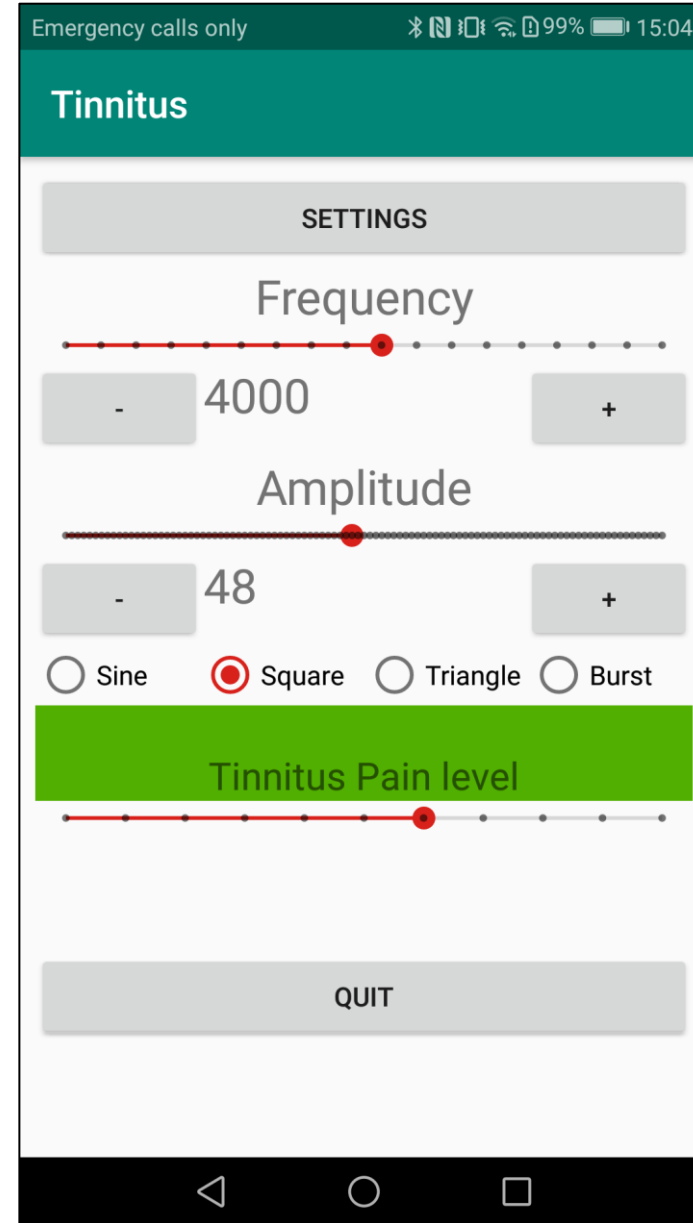 Emergency calls only 99% 15:04
Tinnitus
SETTINGS
Frequency
- 4000 +
Amplitude
- 48 +
Sine Square Triangle Burst
Tinnitus Pain level
QUIT